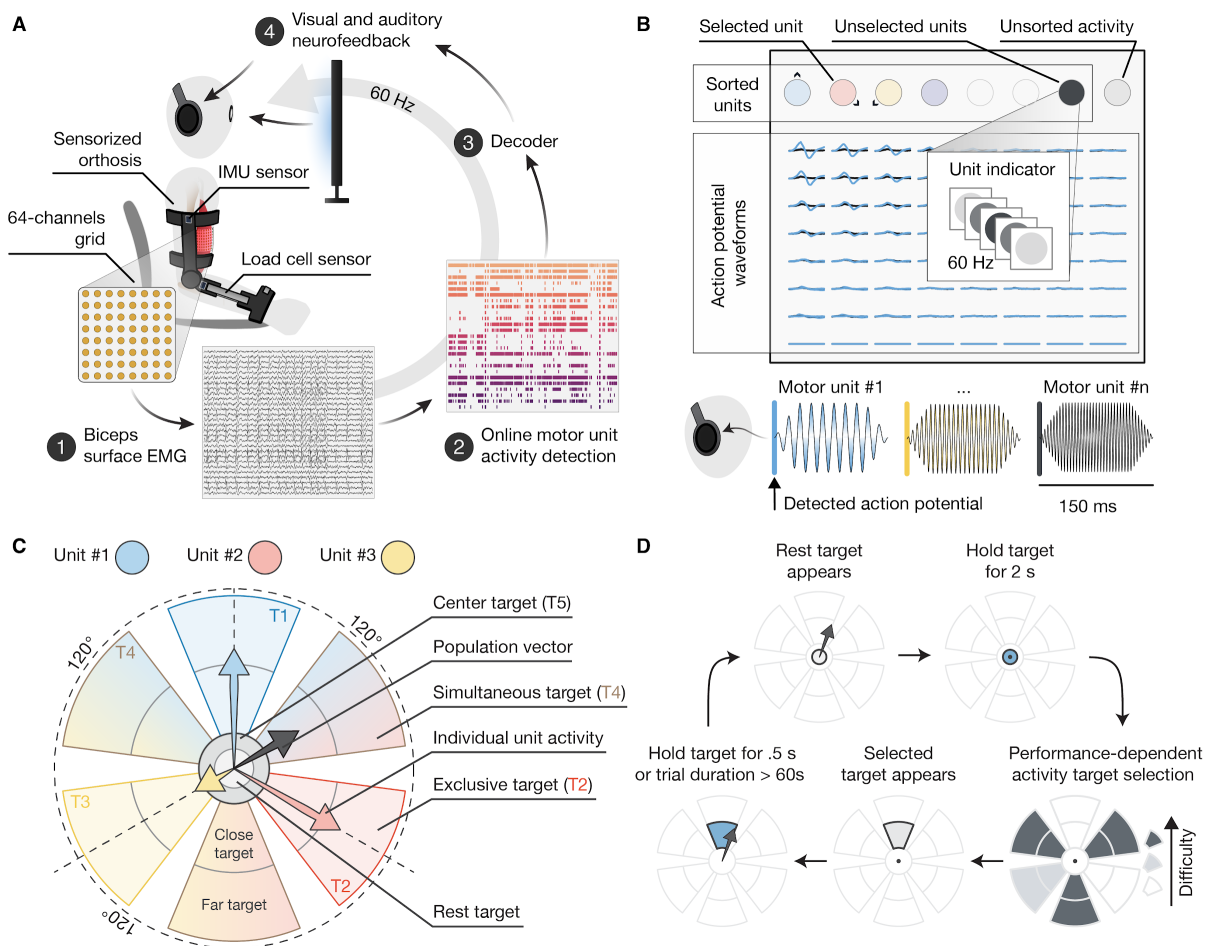 A
4
Visual and auditory
neurofeedback
60 Hz
3
Decoder
Sensorized
orthosis
IMU sensor
64-channels
grid
Load cell sensor
1
Biceps
surface EMG
2
Online motor unit
activity detection
B
Selected unit
Unselected units
Unsorted activity
Sorted
units
Action potential
waveforms
Unit indicator
60 Hz
Motor unit #1
...
Motor unit #n
Detected action potential
150 ms
C
Unit #1
Unit #2
Unit #3
T1
120°
120°
T4
T3
120°
T2
Close
target
Far target
Center target (T5)
Population vector
Simultaneous target (T4)
Individual unit activity
Exclusive target (T2)
Rest target
D
Rest target
appears
Hold target
for 2 s
Hold target for .5 s
or trial duration > 60s
Selected
target appears
Performance-dependent
activity target selection
Difficulty